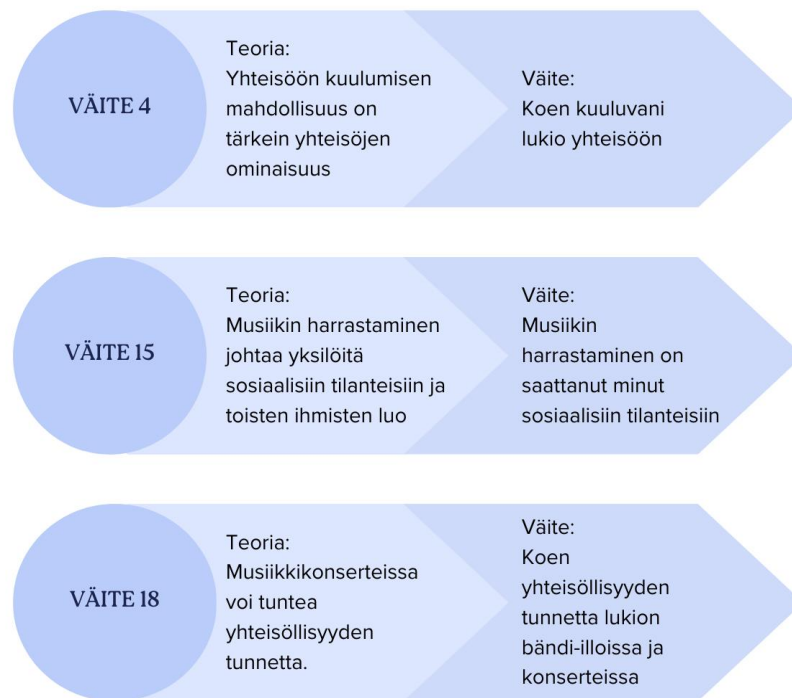 VÄITE 4
Teoria:
Yhteisöön kuulumisen
mahdollisuus on
tärkein yhteisöjen
ominaisuus
Väite:
Koen kuuluvani
lukio yhteisöön
VÄITE 15
Teoria:
Musiikin harrastaminen
johtaa yksilöitä
sosiaalisiin tilanteisiin ja
toisten ihmisten luo
Väite:
Musiikin
harrastaminen on
saattanut minut
sosiaalisiin tilanteisiin
VÄITE 18
Teoria:
Musiikkikonserteissa
voi tuntea
yhteisöllisyyden
tunnetta.
Väite:
Koen
yhteisöllisyyden
tunnetta lukion
bändi-illoissa ja
konserteissa